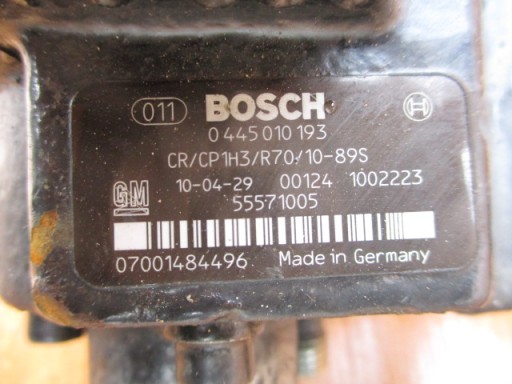 011 BOSCH
0 445 010 193
CR/CP1H3/R70/10-89S
GM 10-04-29 00124 1002223
55571005
07001484496 Made in Germany